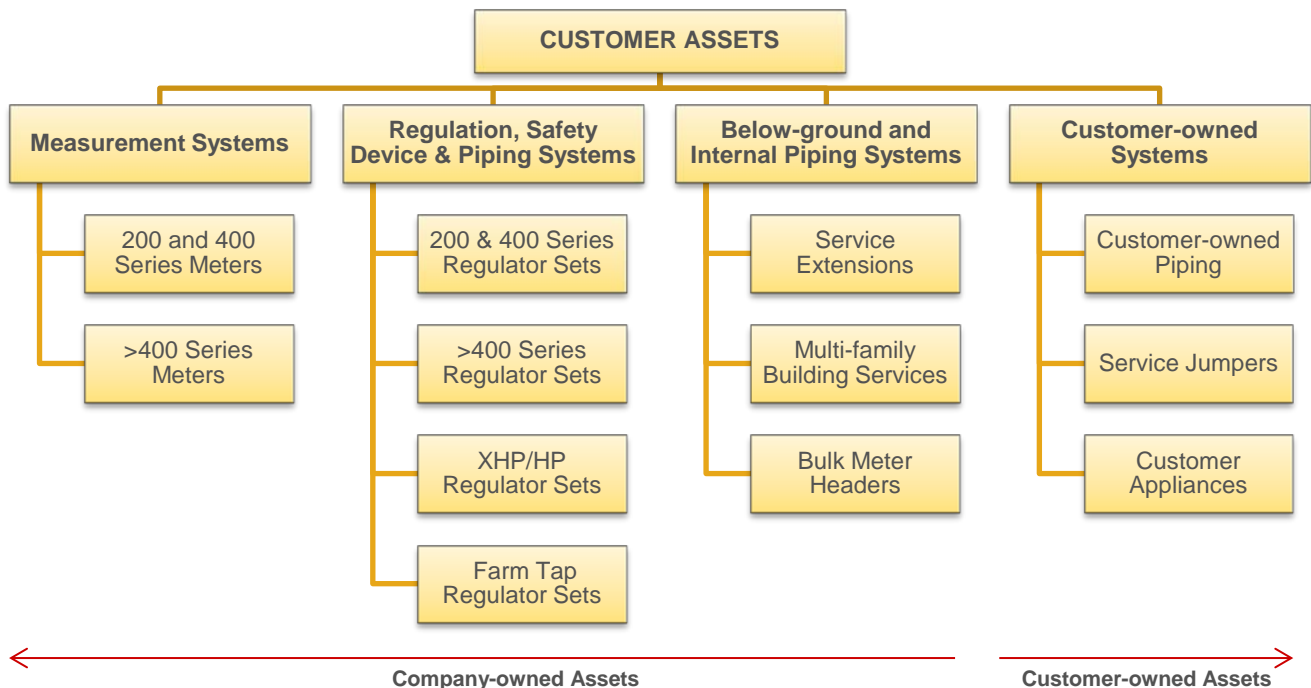 CUSTOMER ASSETS
Measurement Systems
Regulation, Safety
Device & Piping Systems
Below-ground and
Internal Piping Systems
Customer-owned
Systems
200 and 400
Series Meters
200 & 400 Series
Regulator Sets
Service
Extensions
Customer-owned
Piping
>400 Series
Meters
>400 Series
Regulator Sets
Multi-family
Building Services
Service Jumpers
XHP/HP
Regulator Sets
Bulk Meter
Headers
Customer
Appliances
Farm Tap
Regulator Sets
Company-owned Assets
Customer-owned Assets